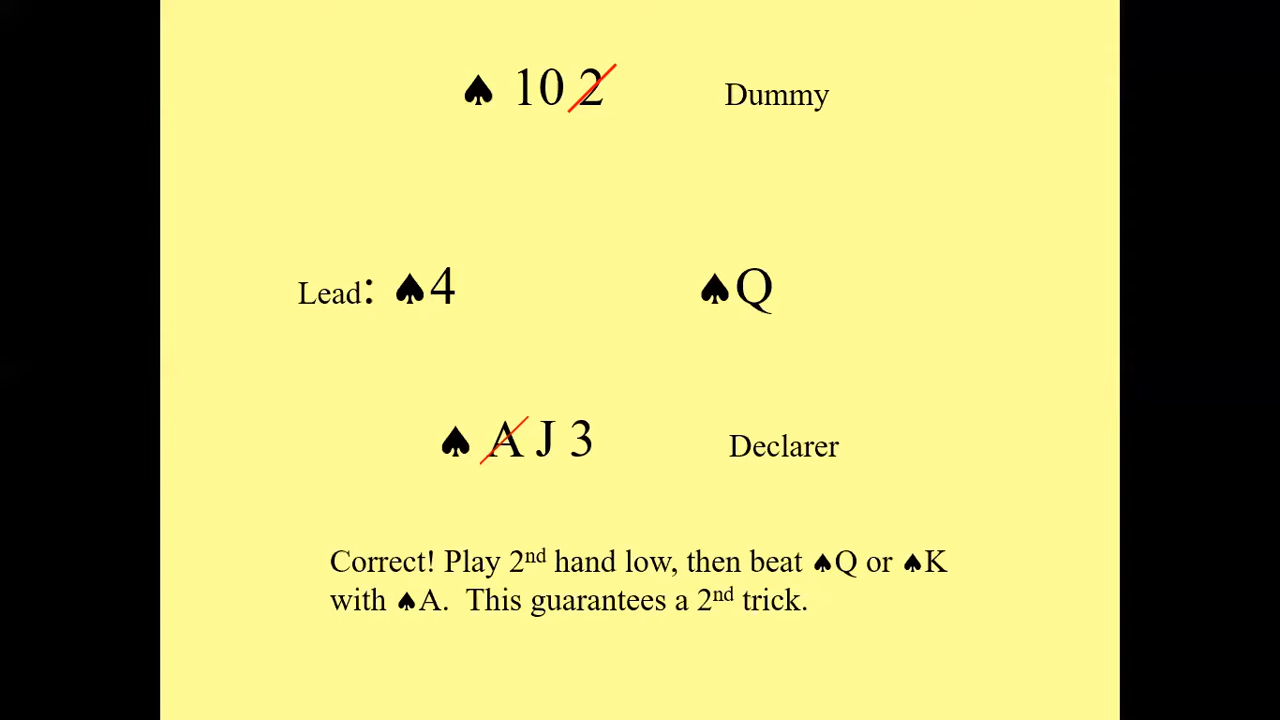 ♠ 10 2 Dummy
Lead: ♠4 ♠Q
♠ A J 3 Declarer
Correct! Play 2nd hand low, then beat ♠Q or ♠K
with ♠A. This guarantees a 2nd trick.